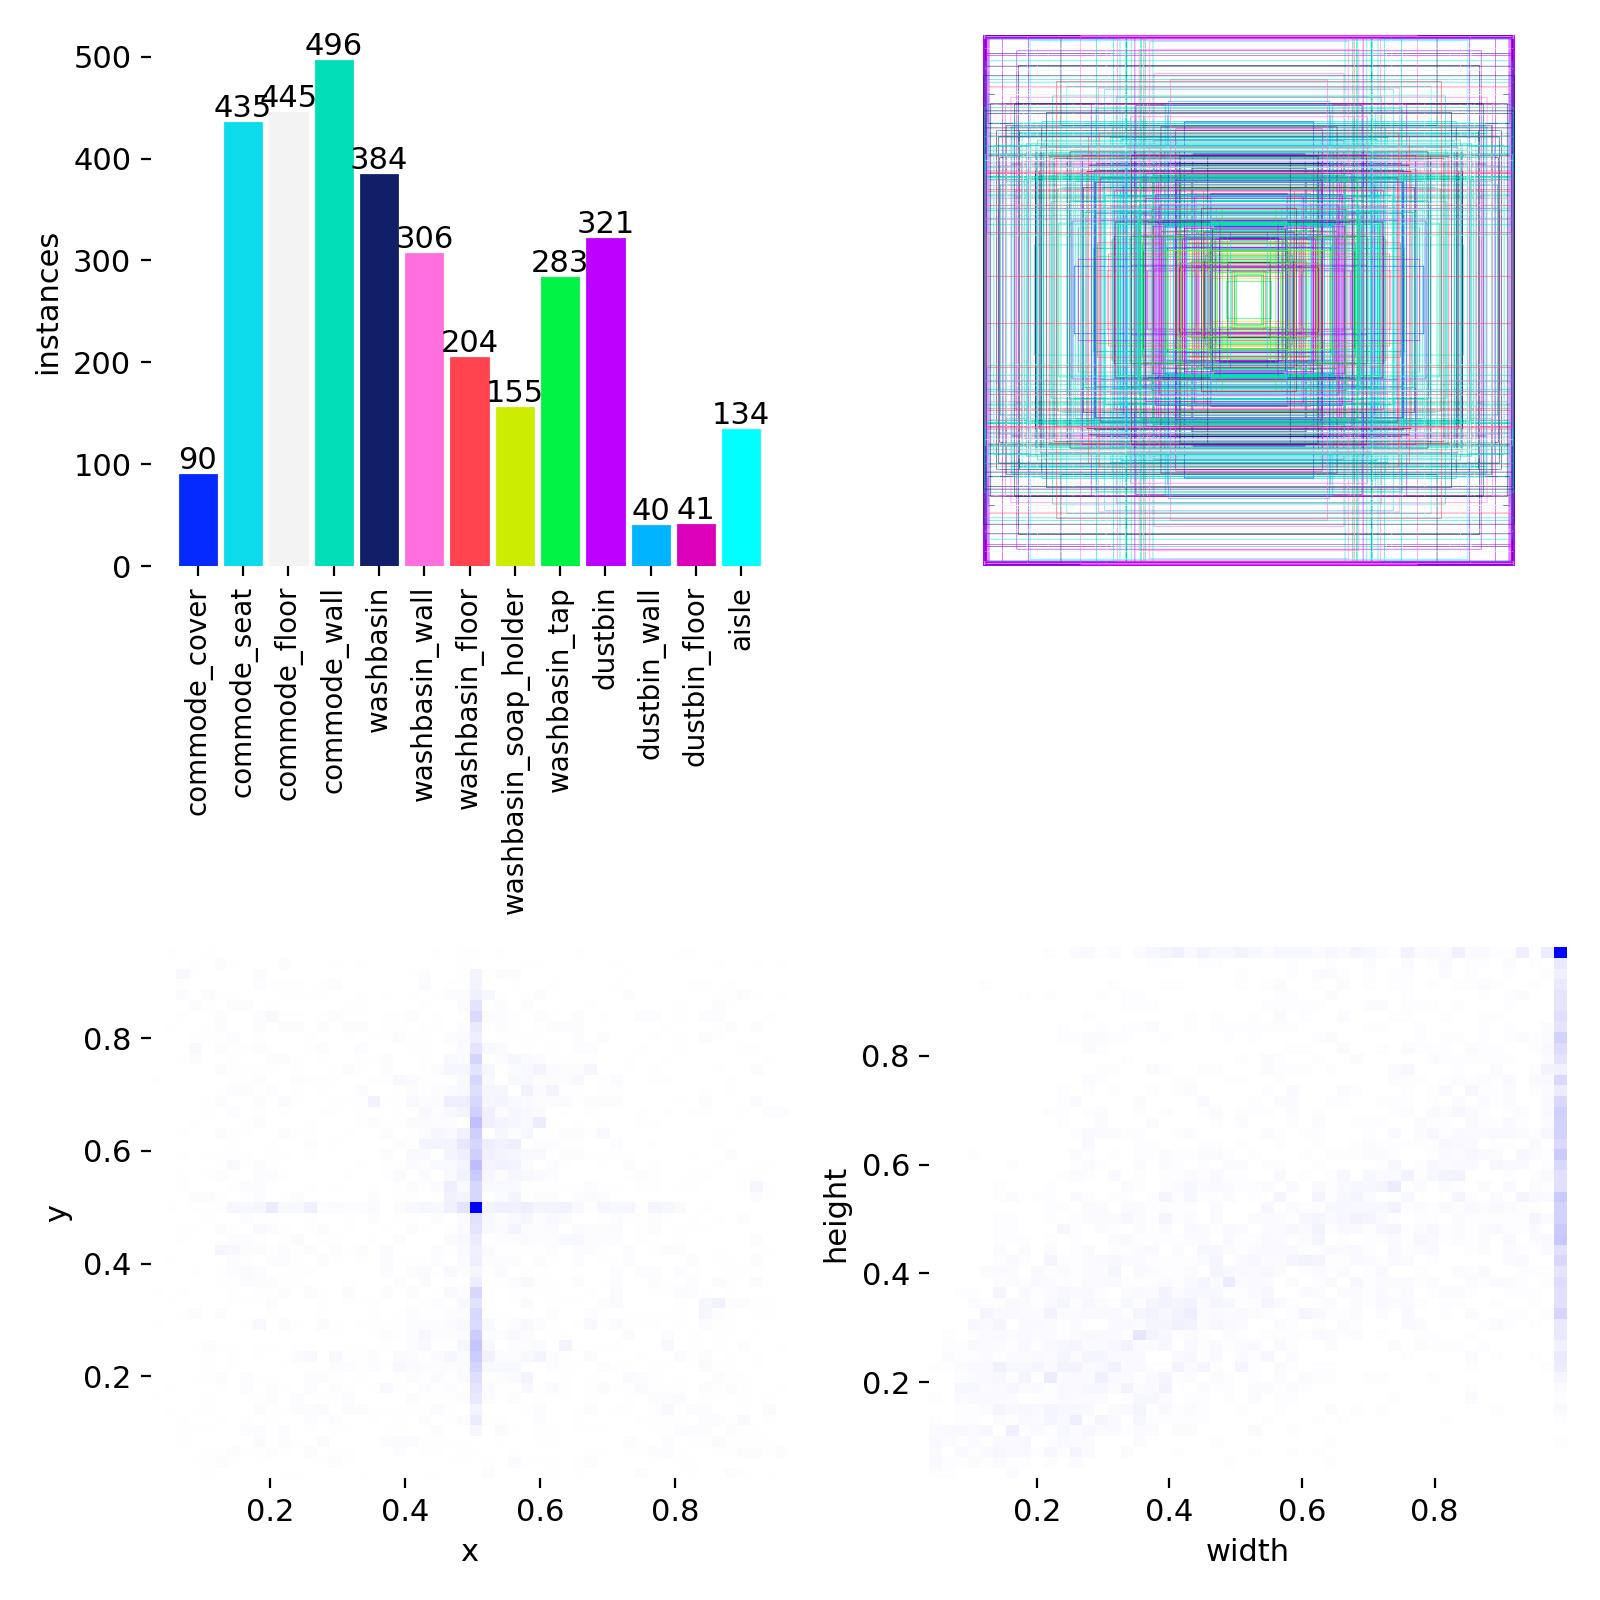 instances
500
400
300
200
100
0
90
435
445
496
384
306
204
155
283
321
40
41
134
commode_cover
commode_seat
commode_floor
commode_wall
washbasin
washbasin_wall
washbasin_floor
washbasin_soap_holder
washbasin_tap
dustbin
dustbin_wall
dustbin_floor
aisle
y
0.8
0.6
0.4
0.2
0.2 0.4 0.6 0.8
x
height
0.8
0.6
0.4
0.2
0.2 0.4 0.6 0.8
width